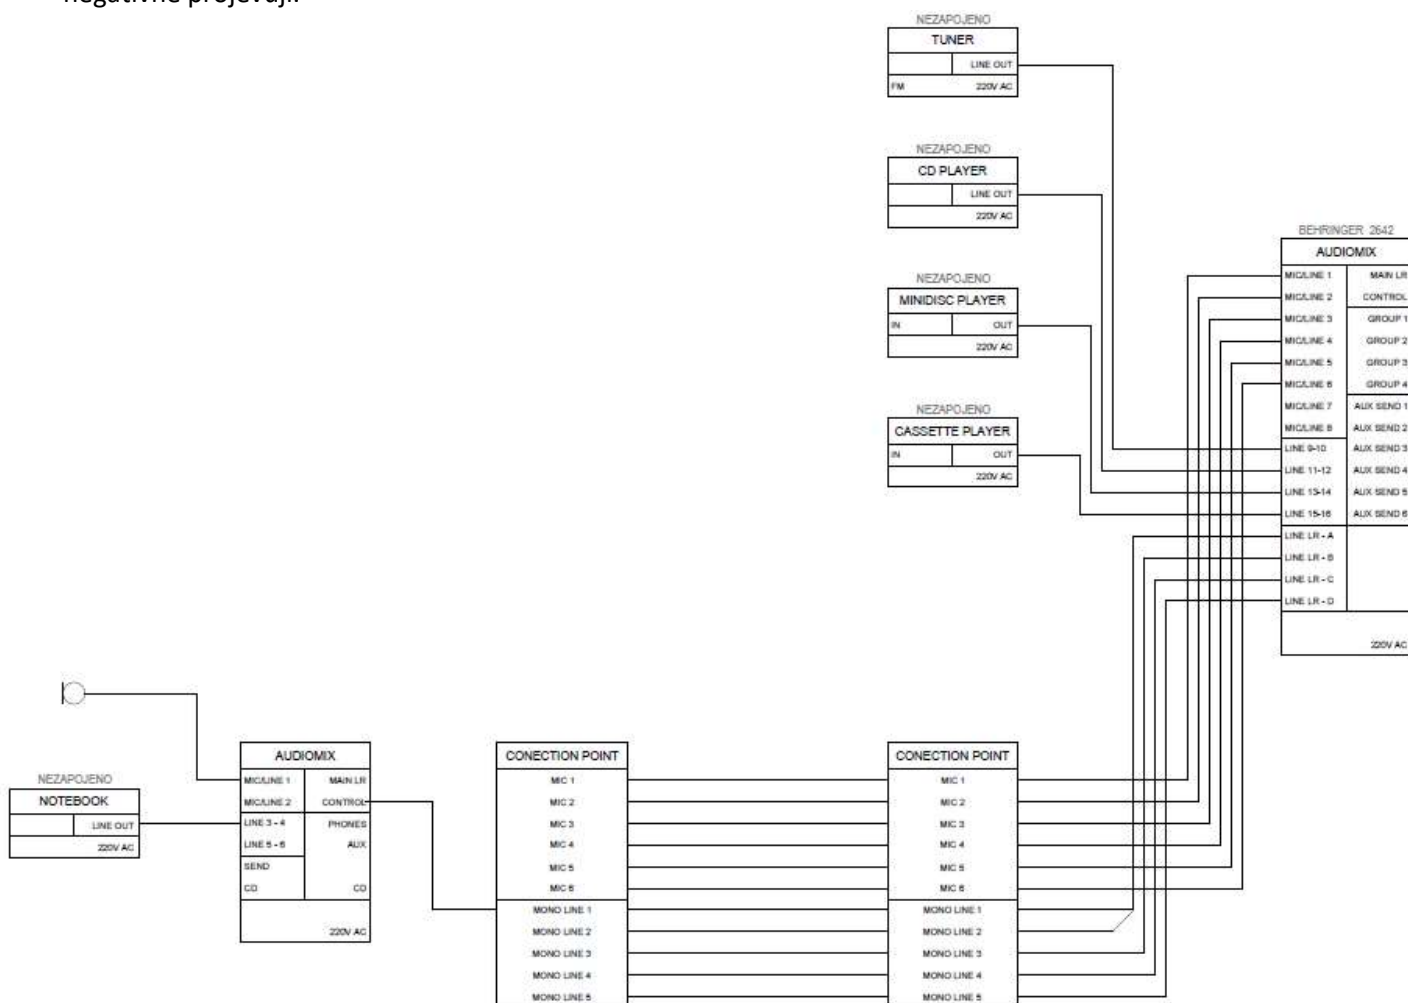 negativně projevují.
NEZAPOJENO
TUNER
LINE OUT
FM 220V AC
NEZAPOJENO
CD PLAYER
LINE OUT
220V AC
NEZAPOJENO
MINIDISC PLAYER
IN OUT
220V AC
NEZAPOJENO
CASSETTE PLAYER
IN OUT
220V AC
BEHRINGER 2642
AUDIOMIX
MIC/LINE 1 MAIN LR
MIC/LINE 2 CONTROL
MIC/LINE 3 GROUP 1
MIC/LINE 4 GROUP 2
MIC/LINE 5 GROUP 3
MIC/LINE 6 GROUP 4
MIC/LINE 7 AUX SEND 1
MIC/LINE 8 AUX SEND 2
LINE 9-10 AUX SEND 3
LINE 11-12 AUX SEND 4
LINE 13-14 AUX SEND 5
LINE 15-16 AUX SEND 6
LINE LR - A
LINE LR - B
LINE LR - C
LINE LR - D
220V AC
NEZAPOJENO
NOTEBOOK
LINE OUT
220V AC
AUDIOMIX
MIC/LINE 1 MAIN LR
MIC/LINE 2 CONTROL
LINE 3 - 4 PHONES
LINE 5 - 6 AUX
SEND
CD CD
220V AC
CONECTION POINT
MIC 1
MIC 2
MIC 3
MIC 4
MIC 5
MIC 6
MONO LINE 1
MONO LINE 2
MONO LINE 3
MONO LINE 4
MONO LINE 5
CONECTION POINT
MIC 1
MIC 2
MIC 3
MIC 4
MIC 5
MIC 6
MONO LINE 1
MONO LINE 2
MONO LINE 3
MONO LINE 4
MONO LINE 5